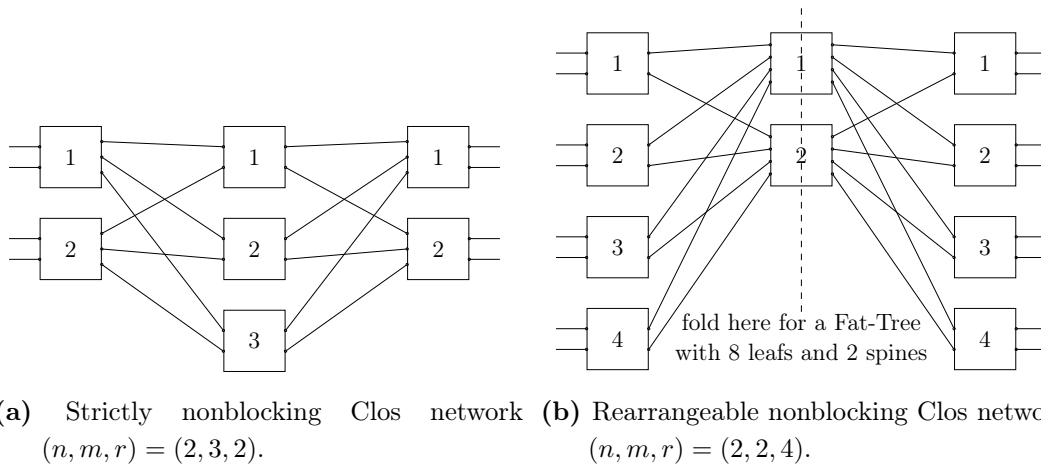 1
1
1
2
2
2
3
1
1
1
2
2
2
3
3
4
4
fold here for a Fat-Tree
with 8 leafs and 2 spines
(a) Strictly nonblocking Clos network
(n, m, r) = (2, 3, 2).
(b) Rearrangeable nonblocking Clos
(n, m, r) = (2, 2, 4).